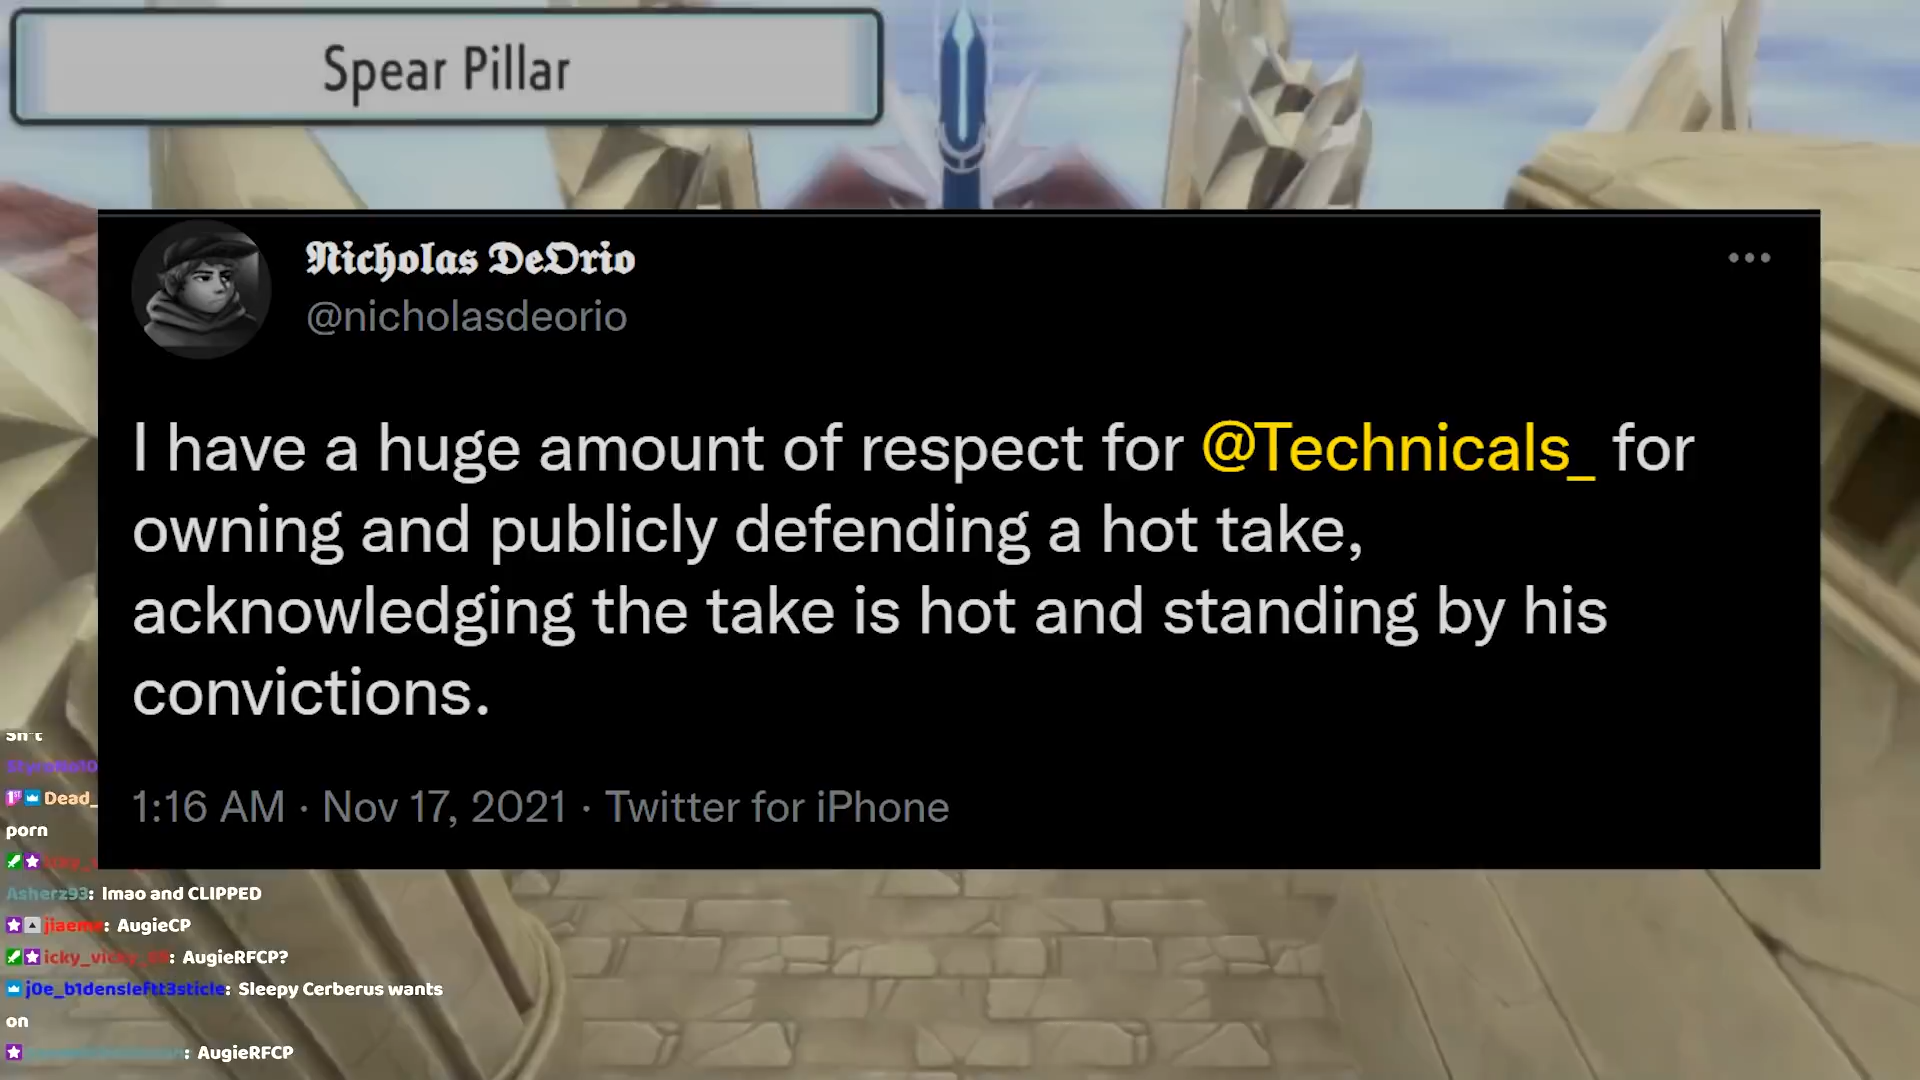 Spear Pillar
Nicholas DeOrio
@nicholasdeorio
I have a huge amount of respect for @Technicals_ for
owning and publicly defending a hot take,
acknowledging the take is hot and standing by his
convictions.
1:16 AM · Nov 17, 2021 · Twitter for iPhone
Dead_
porn
Asherz93: lmao and CLIPPED
jiaeme: AugieCP
: AugieRFCP?
j0e_b1densleftt3sticle: Sleepy Cerberus wants
on
: AugieRFCP